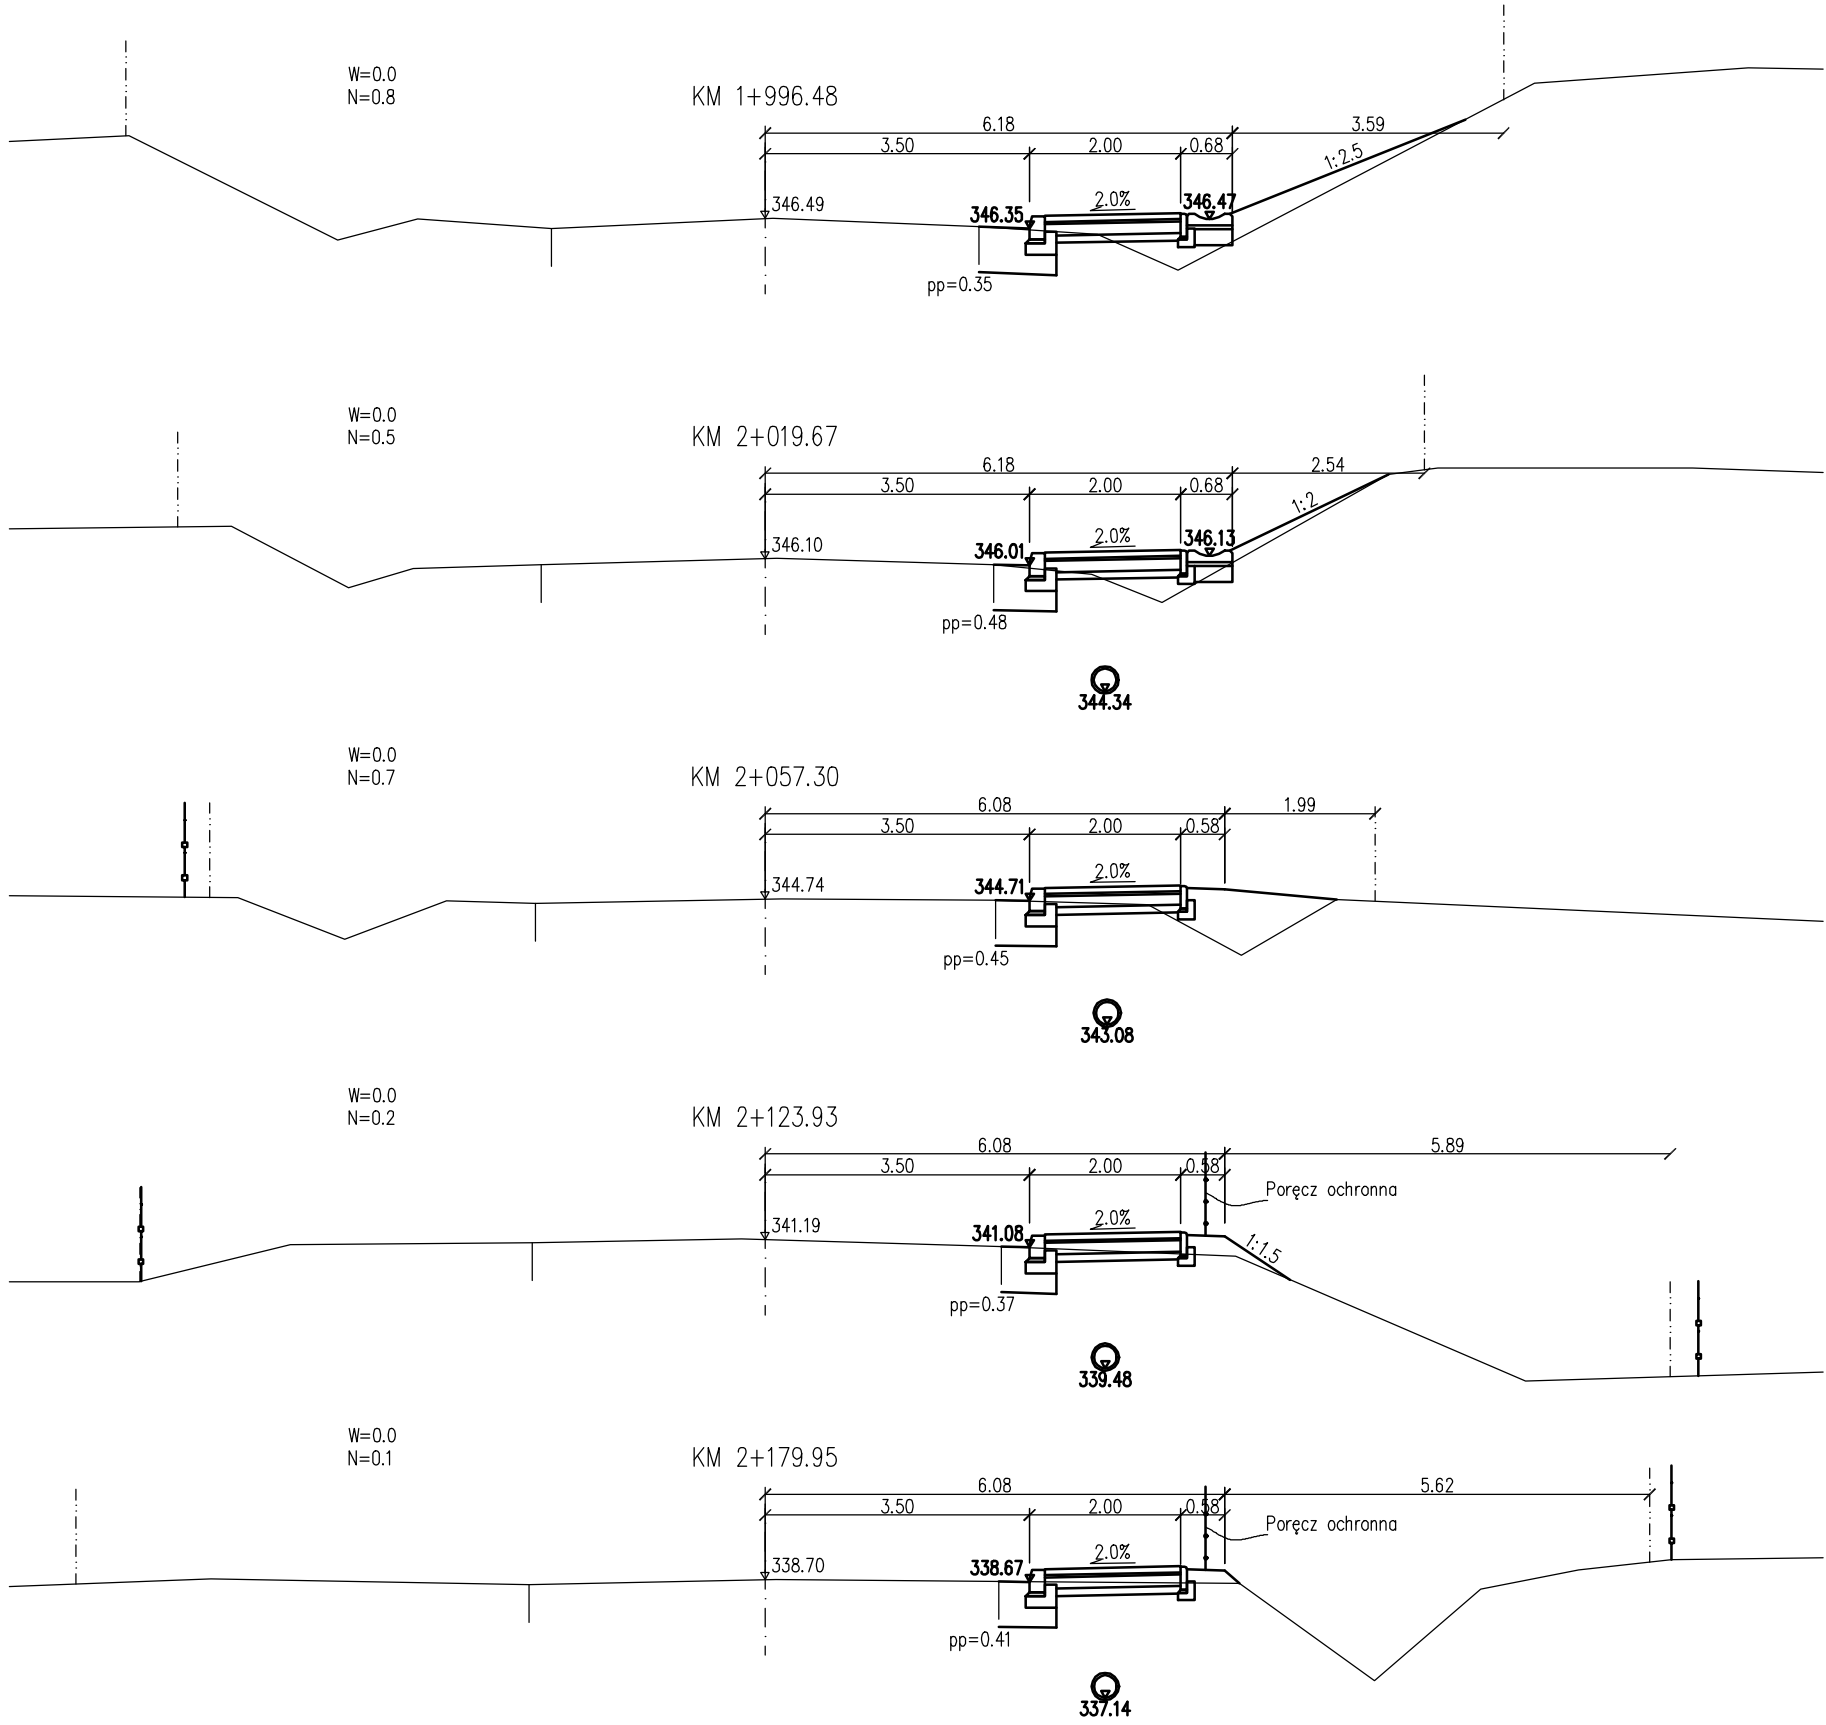 W=0.0
N=0.8
KM 1+996.48
6.18
3.59
3.50
2.00
0.68
1:2.5
346.49
346.35
2.0%
346.47
pp=0.35
W=0.0
N=0.5
KM 2+019.67
6.18
2.54
3.50
2.00
0.68
1:2
346.10
346.01
2.0%
346.13
pp=0.48
344.34
W=0.0
N=0.7
KM 2+057.30
6.08
1.99
3.50
2.00
0.58
344.74
344.71
2.0%
pp=0.45
343.08
W=0.0
N=0.2
KM 2+123.93
6.08
5.89
3.50
2.00
0.58
Poręcz ochronna
341.19
341.08
2.0%
1:1.5
pp=0.37
339.48
W=0.0
N=0.1
KM 2+179.95
6.08
5.62
3.50
2.00
0.58
Poręcz ochronna
338.70
338.67
2.0%
pp=0.41
337.14